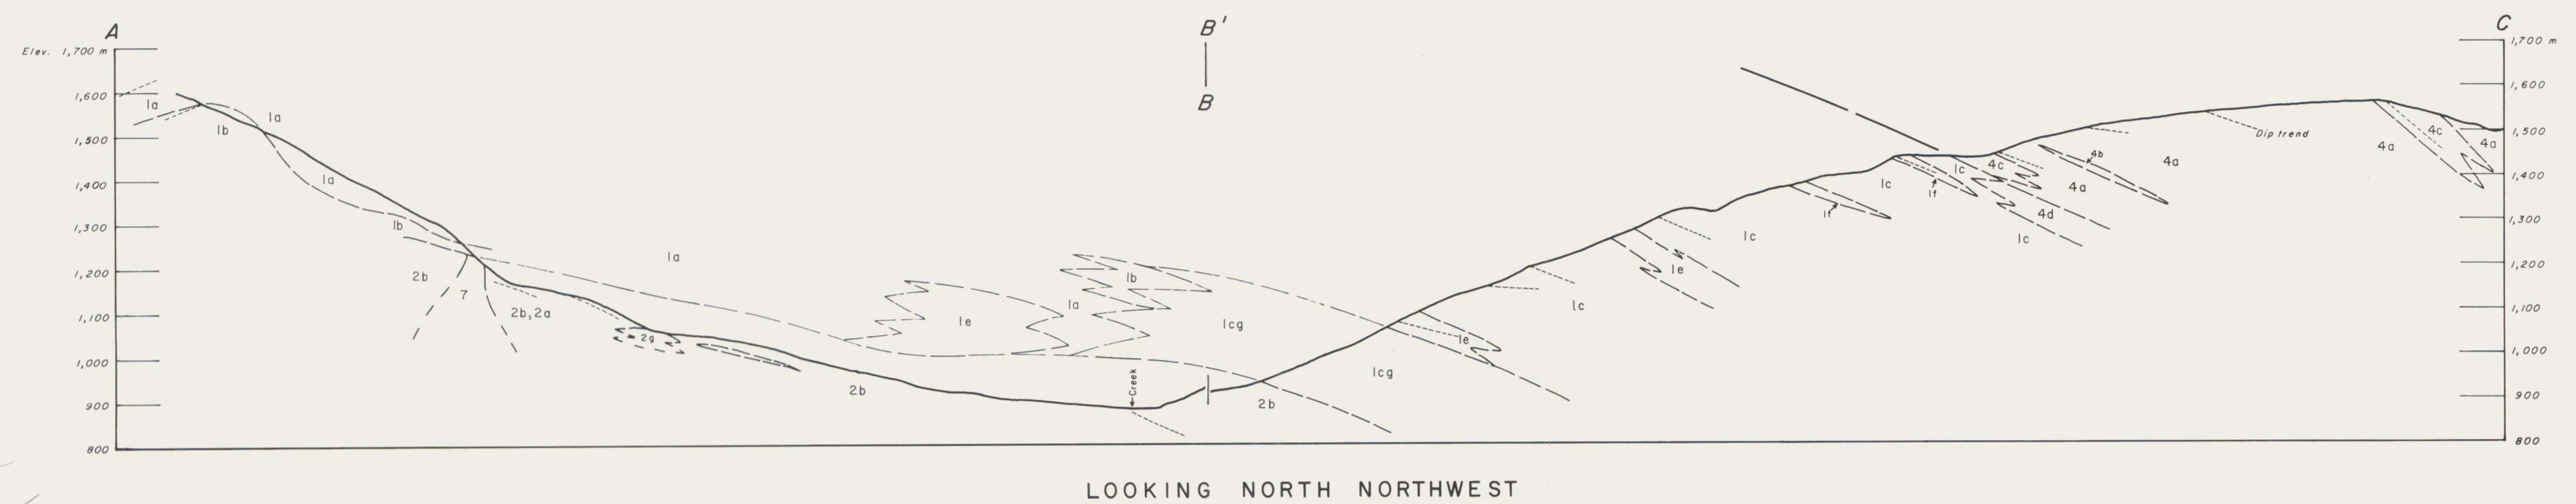 A
B'
C
Elev. 1,700 m
1,700 m
1,600
1a
1,600
B
1b
1a
1,500
Dip trend
4c
1,500
4a
1a
1c
4c
4b
4a
4a
1,400
1c
1f
4a
1,400
1b
1f
4d
1,300
1,300
1a
1c
1c
2b
1b
1e
1,200
1,200
7
2b,2a
1a
1c
1,100
1e
1cg
1,100
2g
1e
1,000
1,000
2b
Creek
1cg
900
2b
900
800
800
LOOKING NORTH NORTHWEST